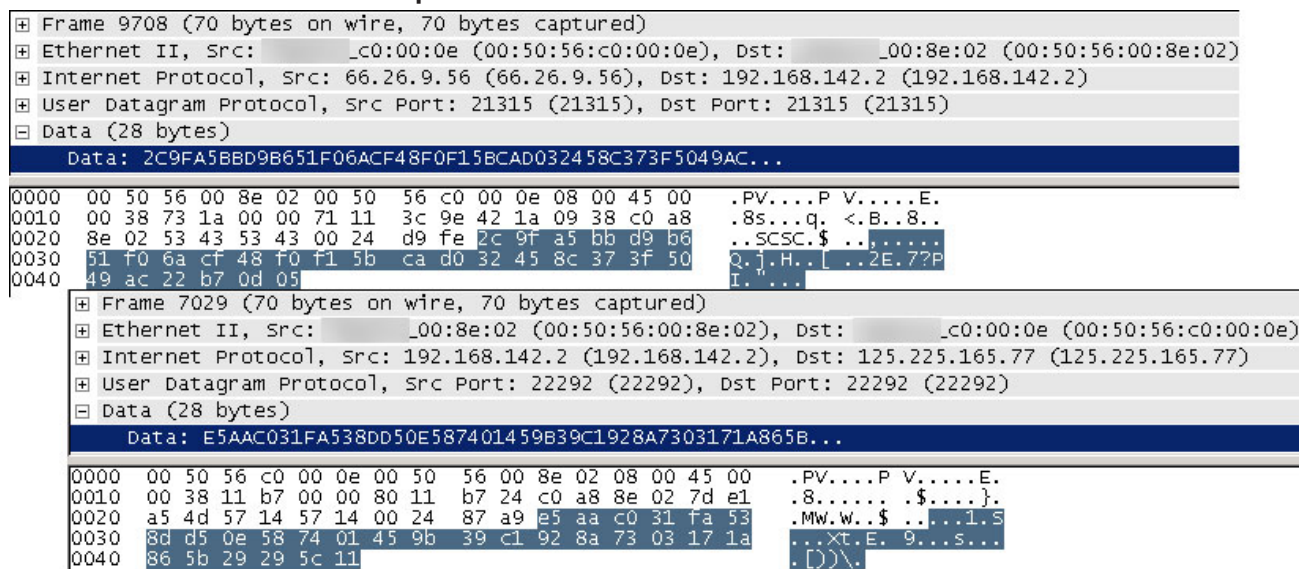 Frame 9708 (70 bytes on wire, 70 bytes captured)
Ethernet II, Src: _c0:00:0e (00:50:56:c0:00:0e), Dst: _00:8e:02 (00:50:56:00:8e:02)
Internet Protocol, Src: 66.26.9.56 (66.26.9.56), Dst: 192.168.142.2 (192.168.142.2)
User Datagram Protocol, Src Port: 21315 (21315), Dst Port: 21315 (21315)
Data (28 bytes)
Data: 2C9FA5BBD9B651F06ACF48F0F15BCAD032458C373F5049AC...
0000 00 50 56 00 8e 02 00 50 56 c0 00 0e 08 00 45 00 .PV....P V.....E.
0010 00 38 73 1a 00 00 71 11 3c 9e 42 1a 09 38 c0 a8 .8s...q. <.B..8..
0020 8e 02 53 43 53 43 00 24 d9 fe 2c 9f a5 bb d9 b6 ..SCSC.$ ..,.....
0030 51 f0 6a cf 48 f0 f1 5b ca d0 32 45 8c 37 3f 50 Q.j.H..[ ..2E.7?P
0040 49 ac 22 b7 0d 05 I."...
Frame 7029 (70 bytes on wire, 70 bytes captured)
Ethernet II, Src: _00:8e:02 (00:50:56:00:8e:02), Dst: _c0:00:0e (00:50:56:c0:00:0e)
Internet Protocol, Src: 192.168.142.2 (192.168.142.2), Dst: 125.225.165.77 (125.225.165.77)
User Datagram Protocol, Src Port: 22292 (22292), Dst Port: 22292 (22292)
Data (28 bytes)
Data: E5AAC031FA538DD50E587401459B39C1928A7303171A865B...
0000 00 50 56 c0 00 0e 00 50 56 00 8e 02 08 00 45 00 .PV....P V.....E.
0010 00 38 11 b7 00 00 80 11 b7 24 c0 a8 8e 02 7d e1 .8...... .$....}.
0020 a5 4d 57 14 57 14 00 24 87 a9 e5 aa c0 31 fa 53 .MW.W..$ .....1.S
0030 8d d5 0e 58 74 01 45 9b 39 c1 92 8a 73 03 17 1a ...Xt.E. 9...s...
0040 86 5b 29 29 5c 11 .[))\.